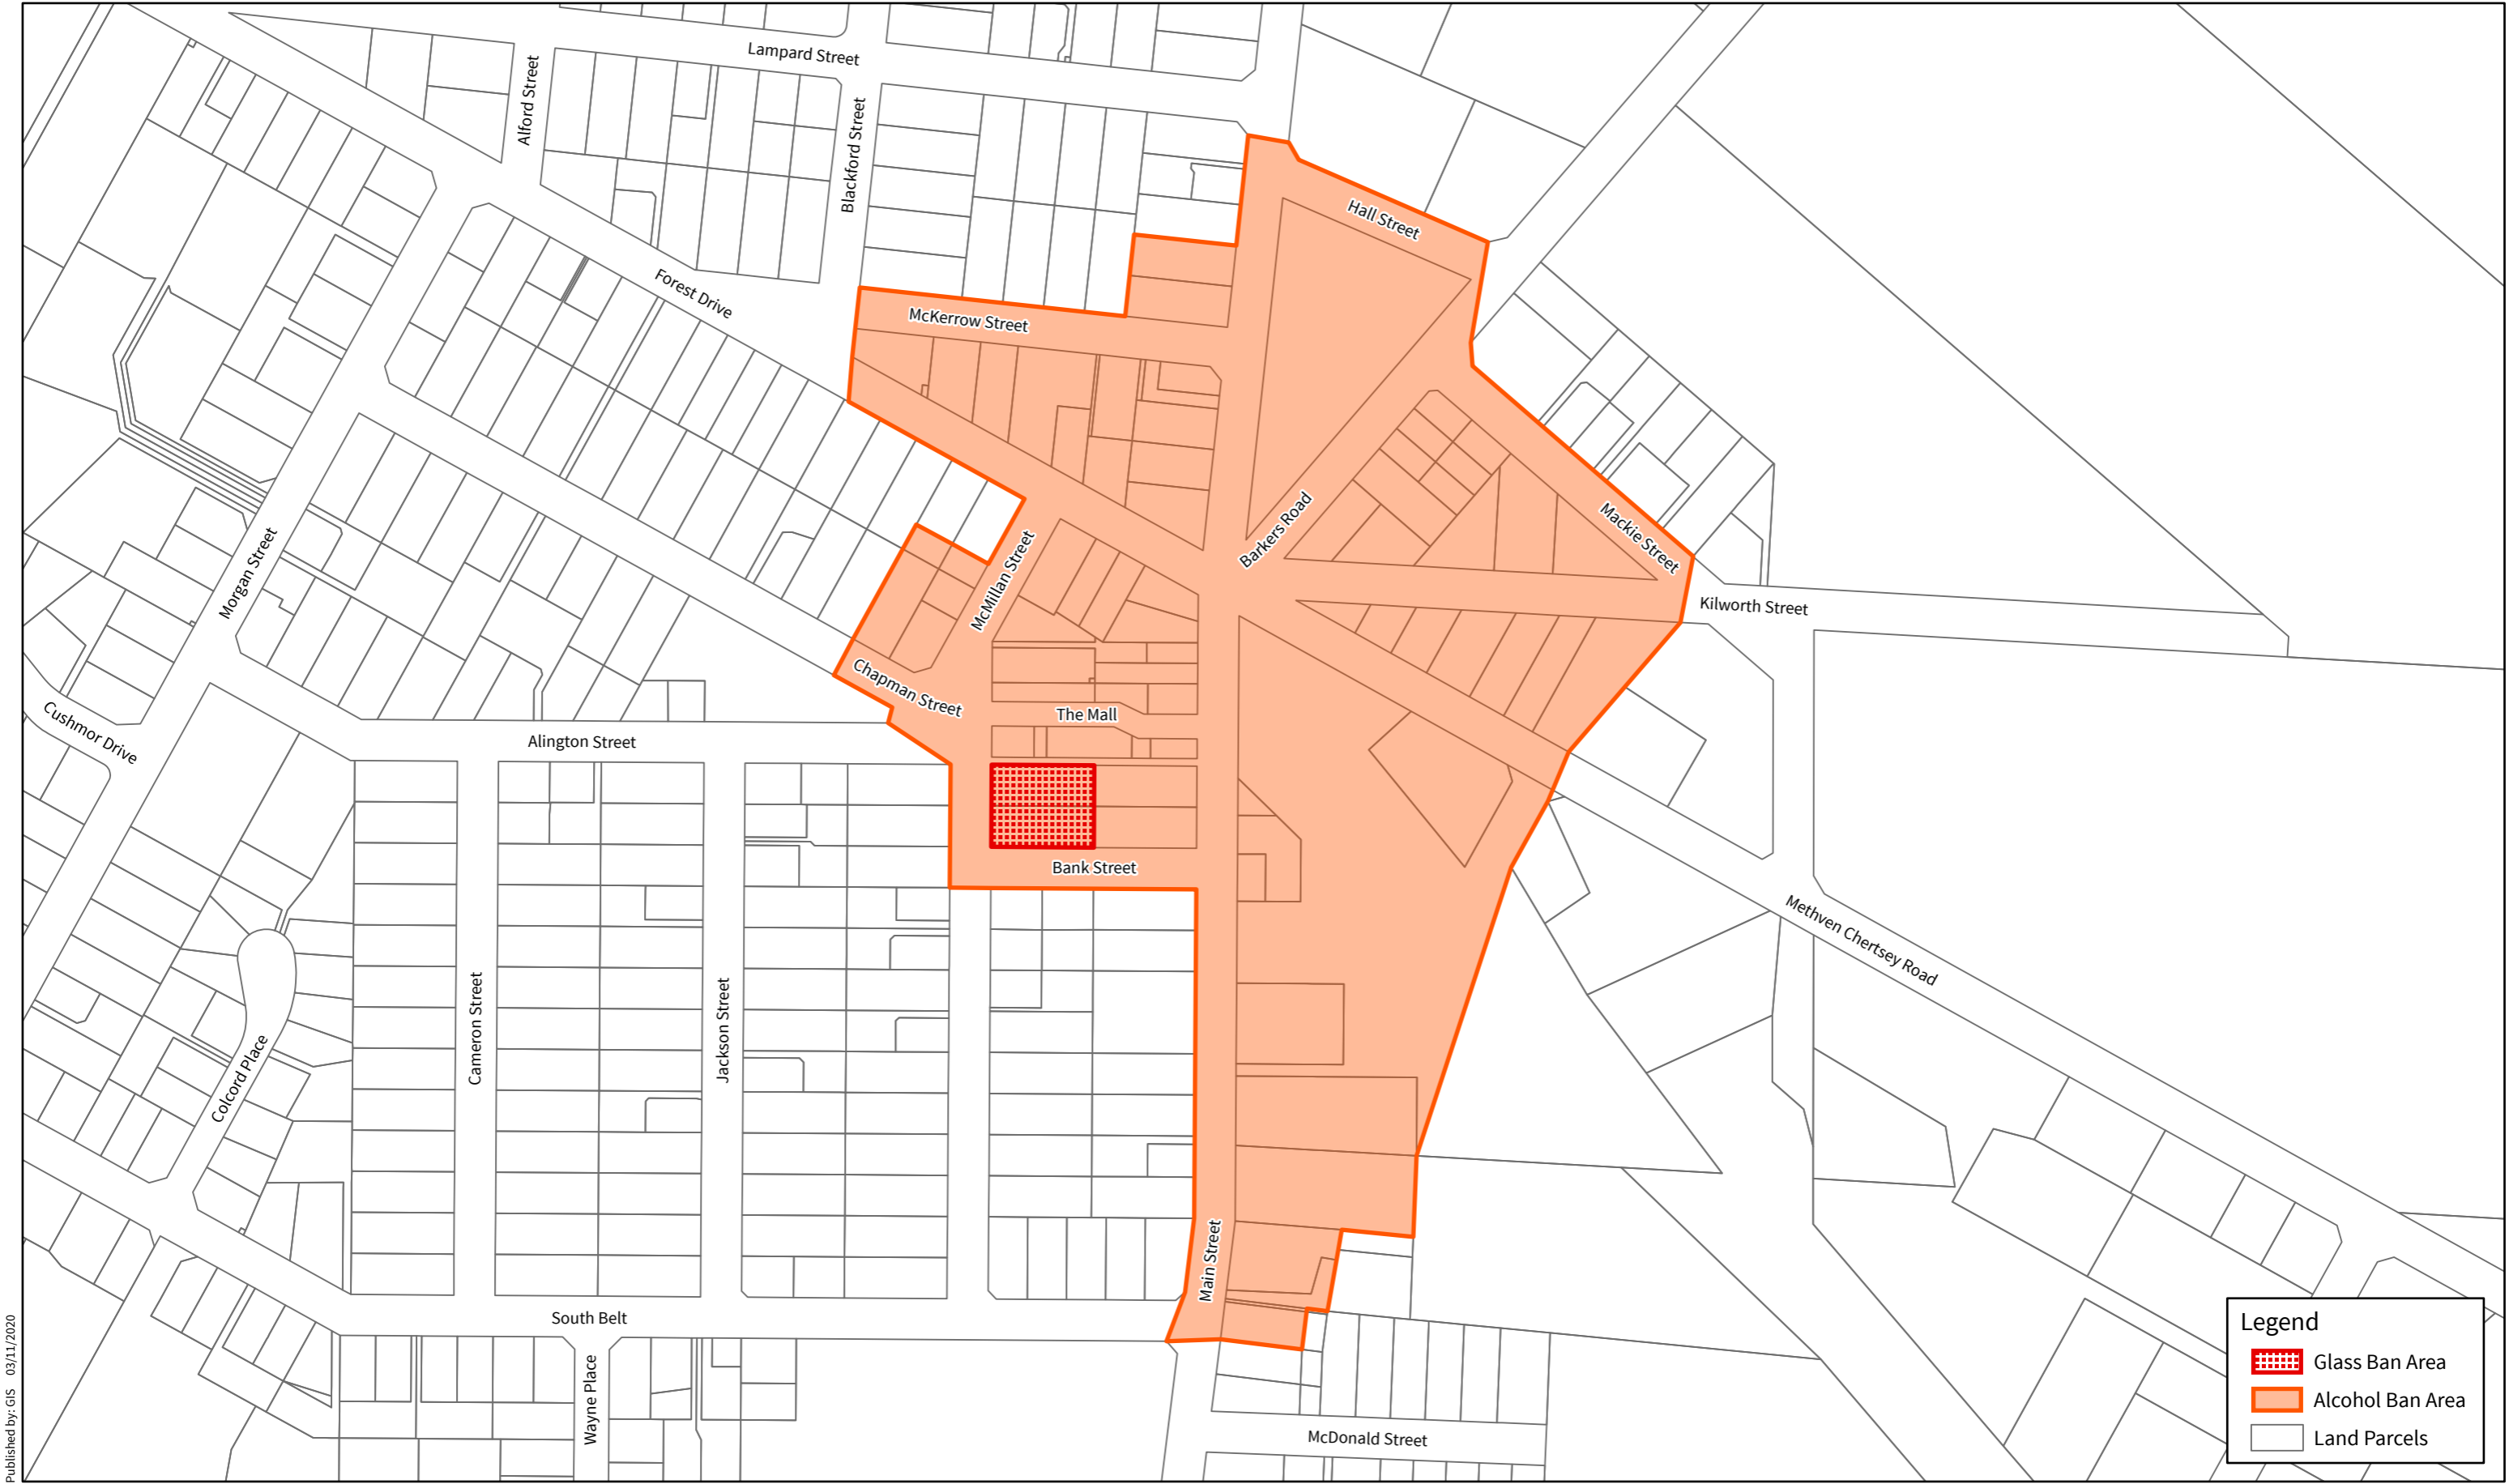 Lampard Street
Alford Street
Blackford Street
Hall Street
Forest Drive
McKerrow Street
Barkers Road
Mackie Street
McMillan Street
Morgan Street
Kilworth Street
Chapman Street
The Mall
Cushmor Drive
Alington Street
Bank Street
Methven Chertsey Road
Cameron Street
Jackson Street
Colcord Place
Main Street
South Belt
Wayne Place
McDonald Street
Legend
Glass Ban Area
Alcohol Ban Area
Land Parcels
Published by: GIS 03/11/2020